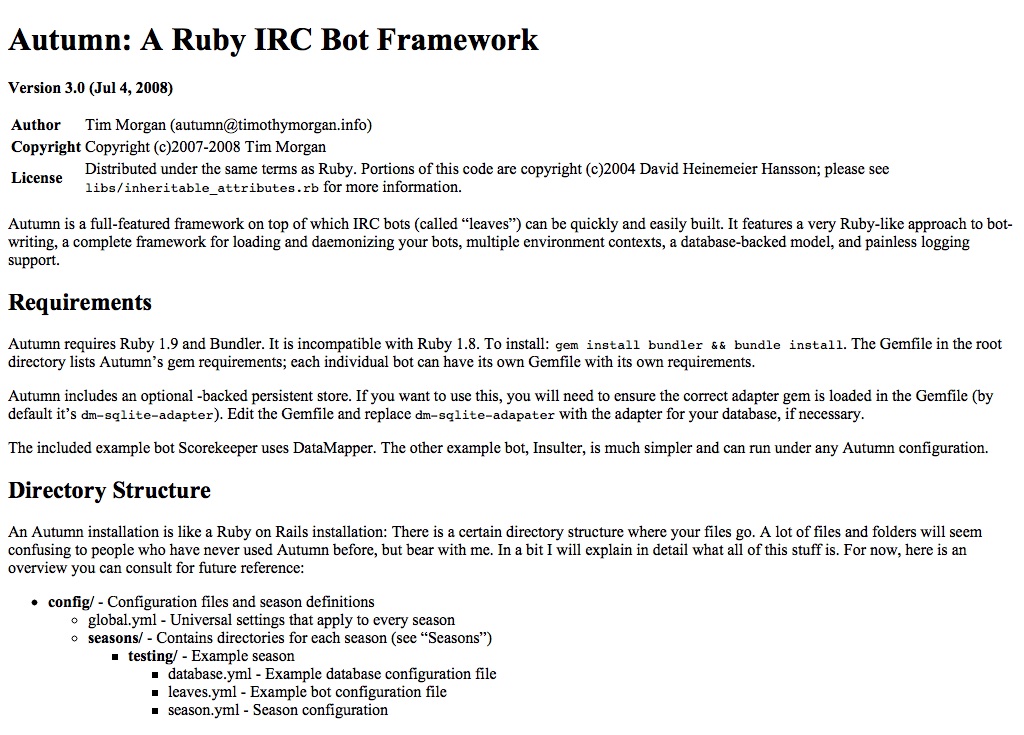 Autumn: A Ruby IRC Bot Framework
Version 3.0 (Jul 4, 2008)
Author Tim Morgan (autumn@timothymorgan.info)
Copyright Copyright (c)2007-2008 Tim Morgan
License Distributed under the same terms as Ruby. Portions of this code are copyright (c)2004 David Heinemeier Hansson; please see
libs/inheritable_attributes.rb for more information.
Autumn is a full-featured framework on top of which IRC bots (called “leaves”) can be quickly and easily built. It features a very Ruby-like approach to bot-
writing, a complete framework for loading and daemonizing your bots, multiple environment contexts, a database-backed model, and painless logging
support.
Requirements
Autumn requires Ruby 1.9 and Bundler. It is incompatible with Ruby 1.8. To install: gem install bundler && bundle install. The Gemfile in the root
directory lists Autumn’s gem requirements; each individual bot can have its own Gemfile with its own requirements.
Autumn includes an optional -backed persistent store. If you want to use this, you will need to ensure the correct adapter gem is loaded in the Gemfile (by
default it’s dm-sqlite-adapter). Edit the Gemfile and replace dm-sqlite-adapater with the adapter for your database, if necessary.
The included example bot Scorekeeper uses DataMapper. The other example bot, Insulter, is much simpler and can run under any Autumn configuration.
Directory Structure
An Autumn installation is like a Ruby on Rails installation: There is a certain directory structure where your files go. A lot of files and folders will seem
confusing to people who have never used Autumn before, but bear with me. In a bit I will explain in detail what all of this stuff is. For now, here is an
overview you can consult for future reference:
config/ - Configuration files and season definitions
global.yml - Universal settings that apply to every season
seasons/ - Contains directories for each season (see “Seasons”)
testing/ - Example season
database.yml - Example database configuration file
leaves.yml - Example bot configuration file
season.yml - Season configuration